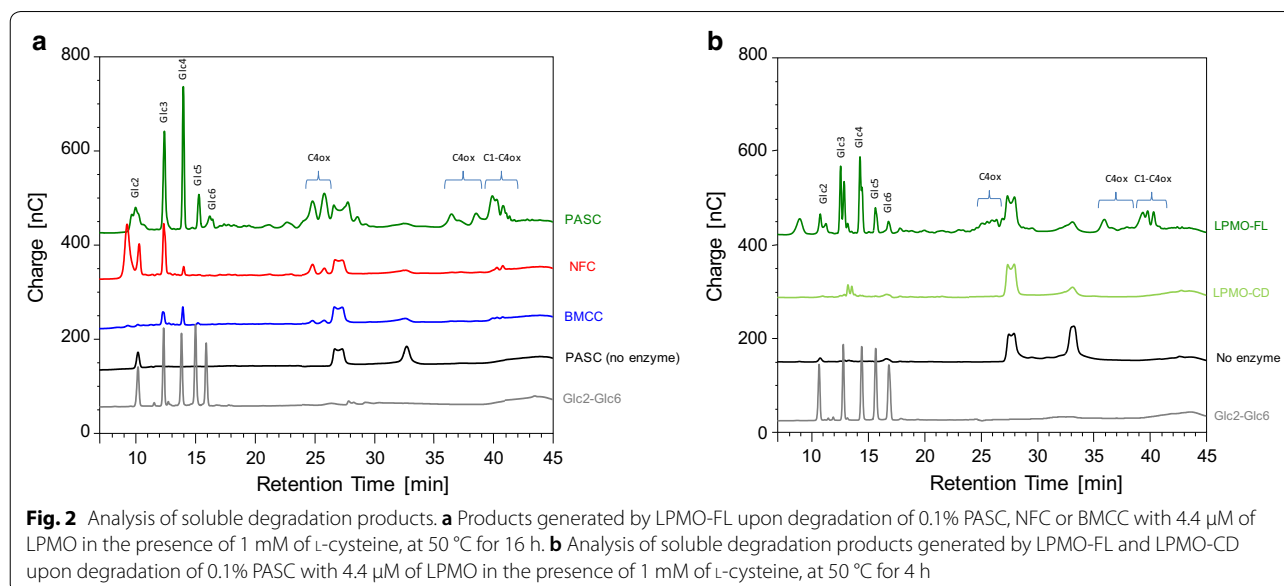 a
b
800
600
400
200
0
Charge [nC]
10 15 20 25 30 35 40 45
Retention Time [min]
Glc2
Glc3
Glc4
Glc5
Glc6
C4ox
C4ox
C1-C4ox
PASC
NFC
BMCC
PASC (no enzyme)
Glc2-Glc6
800
600
400
200
0
Charge [nC]
10 15 20 25 30 35 40 45
Retention Time [min]
Glc2
Glc3
Glc4
Glc5
Glc6
C4ox
C4ox
C1-C4ox
LPMO-FL
LPMO-CD
No enzyme
Glc2-Glc6
Fig. 2 Analysis of soluble degradation products. a Products generated by LPMO-FL upon degradation of 0.1% PASC, NFC or BMCC with 4.4 µM of
LPMO in the presence of 1 mM of L-cysteine, at 50 °C for 16 h. b Analysis of soluble degradation products generated by LPMO-FL and LPMO-CD
upon degradation of 0.1% PASC with 4.4 µM of LPMO in the presence of 1 mM of L-cysteine, at 50 °C for 4 h